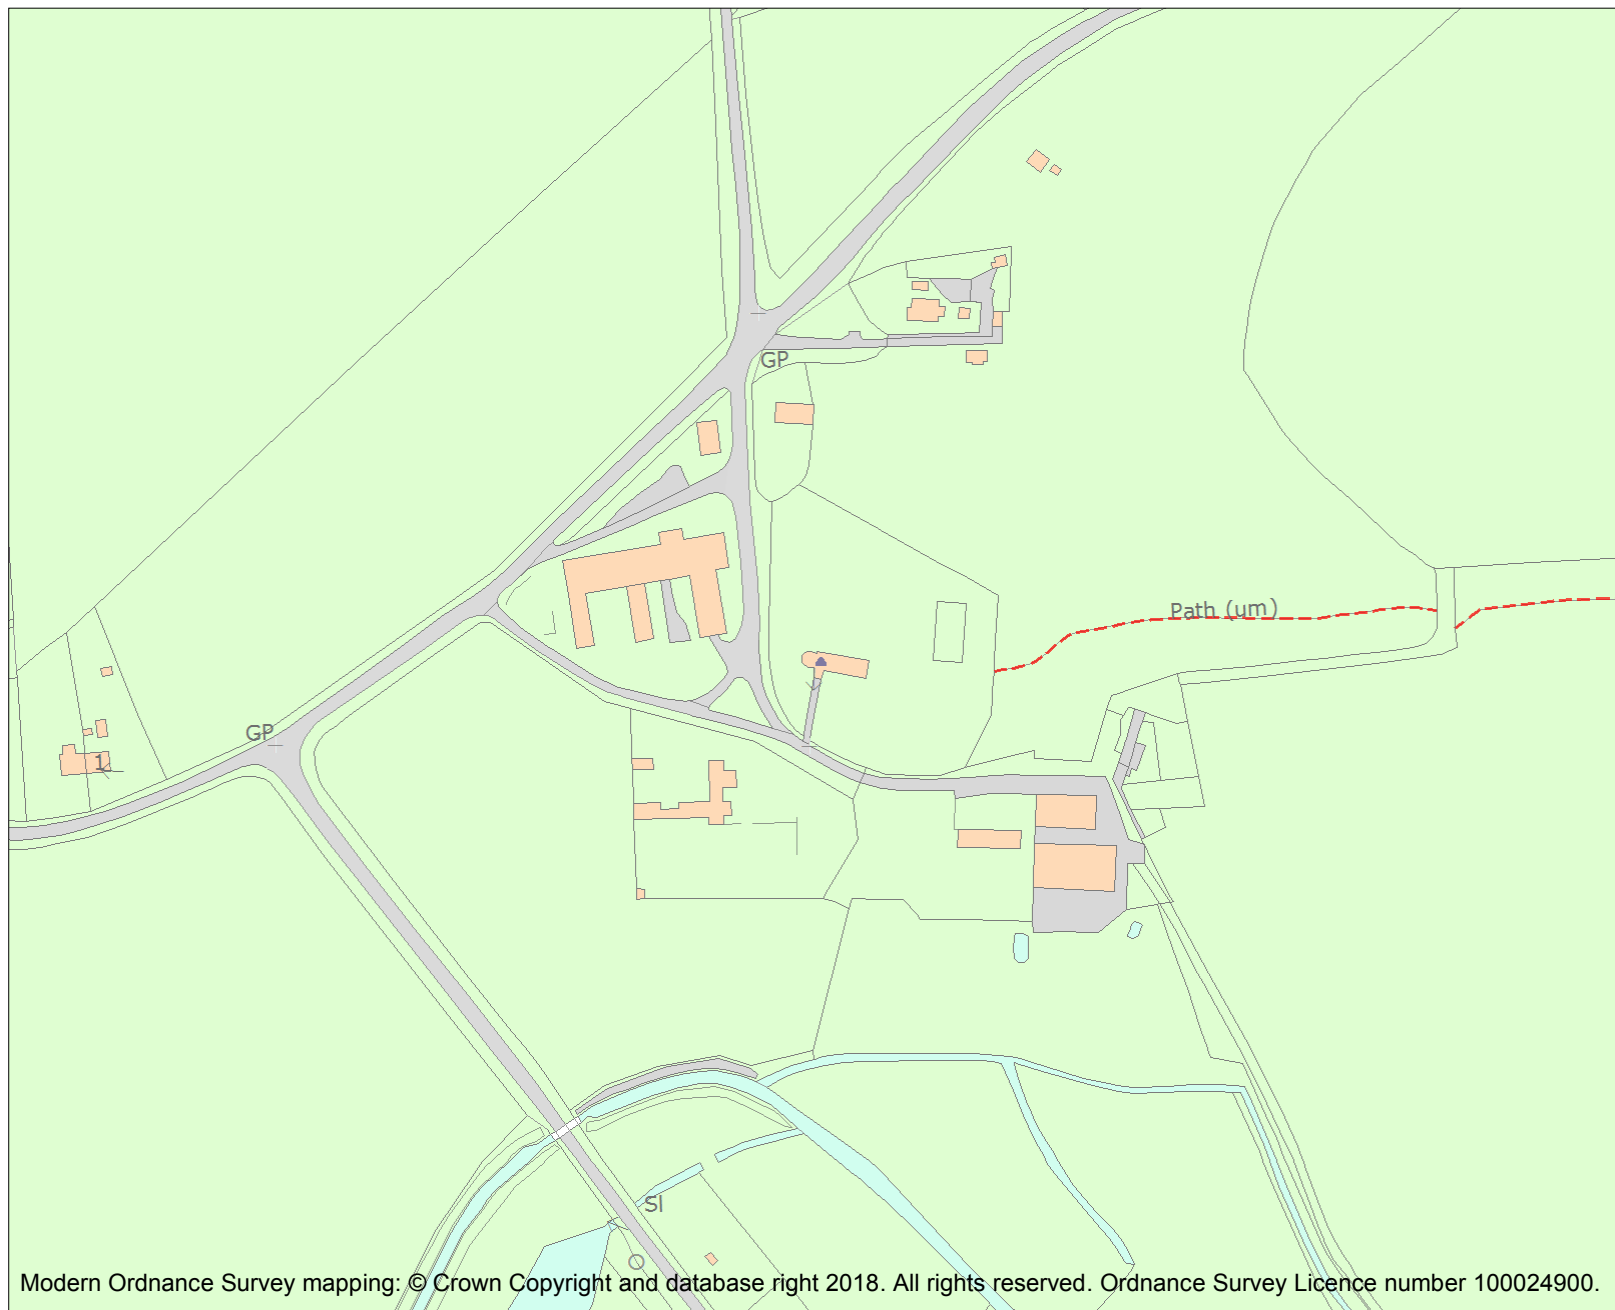 GP
Path (um)
GP
1
Sl
Modern Ordnance Survey mapping: © Crown Copyright and database right 2018. All rights reserved. Ordnance Survey Licence number 100024900.